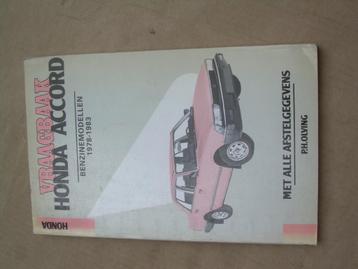 VRAAGBAAK
HONDA ACCORD
BENZINEMODELLEN
1978-1983
MET ALLE AFSTELGEGEVENS
P.H. OLVING
HONDA